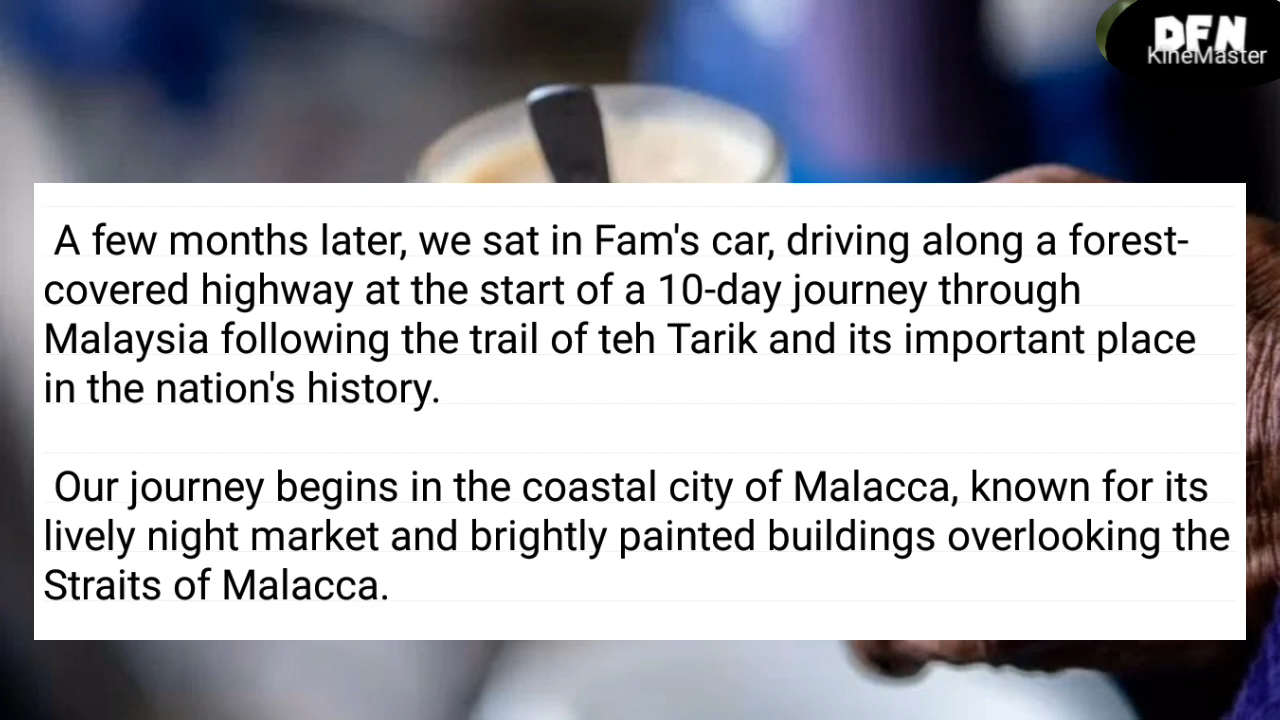 DFN
KineMaster
A few months later, we sat in Fam's car, driving along a forest-
covered highway at the start of a 10-day journey through
Malaysia following the trail of teh Tarik and its important place
in the nation's history.
Our journey begins in the coastal city of Malacca, known for its
lively night market and brightly painted buildings overlooking the
Straits of Malacca.